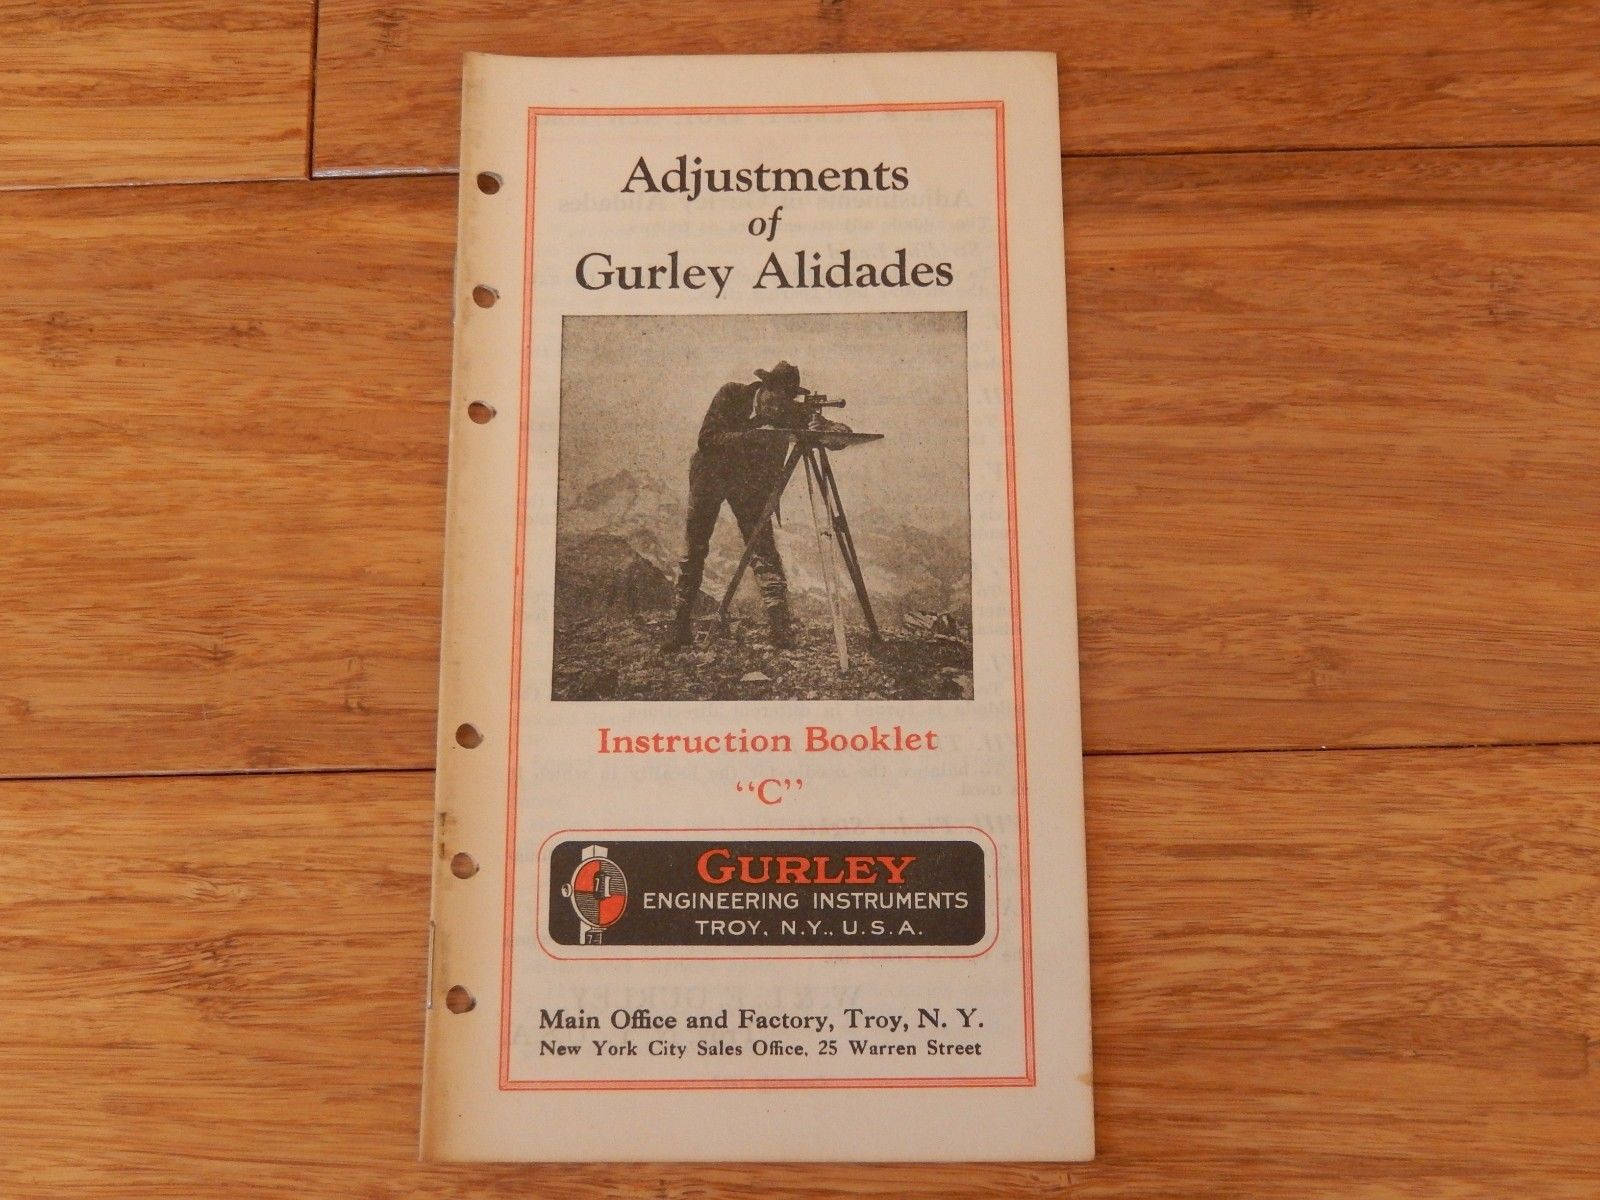 Adjustments
of
Gurley Alidades
Instruction Booklet
“C”
GURLEY
ENGINEERING INSTRUMENTS
TROY, N.Y., U.S.A.
Main Office and Factory, Troy, N. Y.
New York City Sales Office, 25 Warren Street